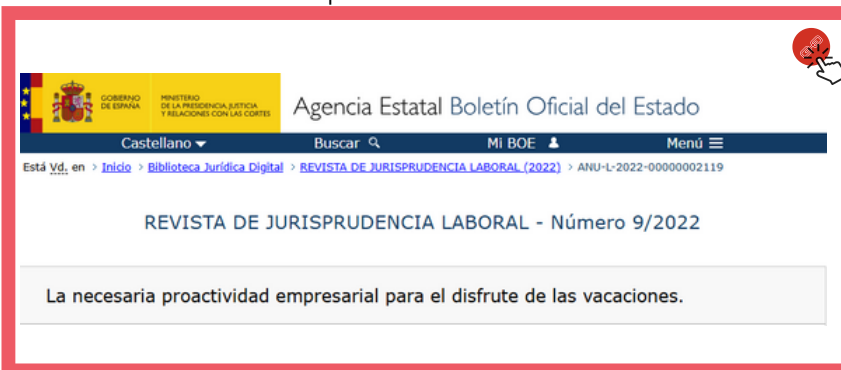 GOBIERNO
DE ESPAÑA
MINISTERIO
DE LA PRESIDENCIA, JUSTICIA
Y RELACIONES CON LAS CORTES
Agencia Estatal Boletín Oficial del Estado
Castellano Buscar Mi BOE Menú
Está Vd. en > Inicio > Biblioteca Jurídica Digital > REVISTA DE JURISPRUDENCIA LABORAL (2022) > ANU-L-2022-00000002119
REVISTA DE JURISPRUDENCIA LABORAL - Número 9/2022
La necesaria proactividad empresarial para el disfrute de las vacaciones.